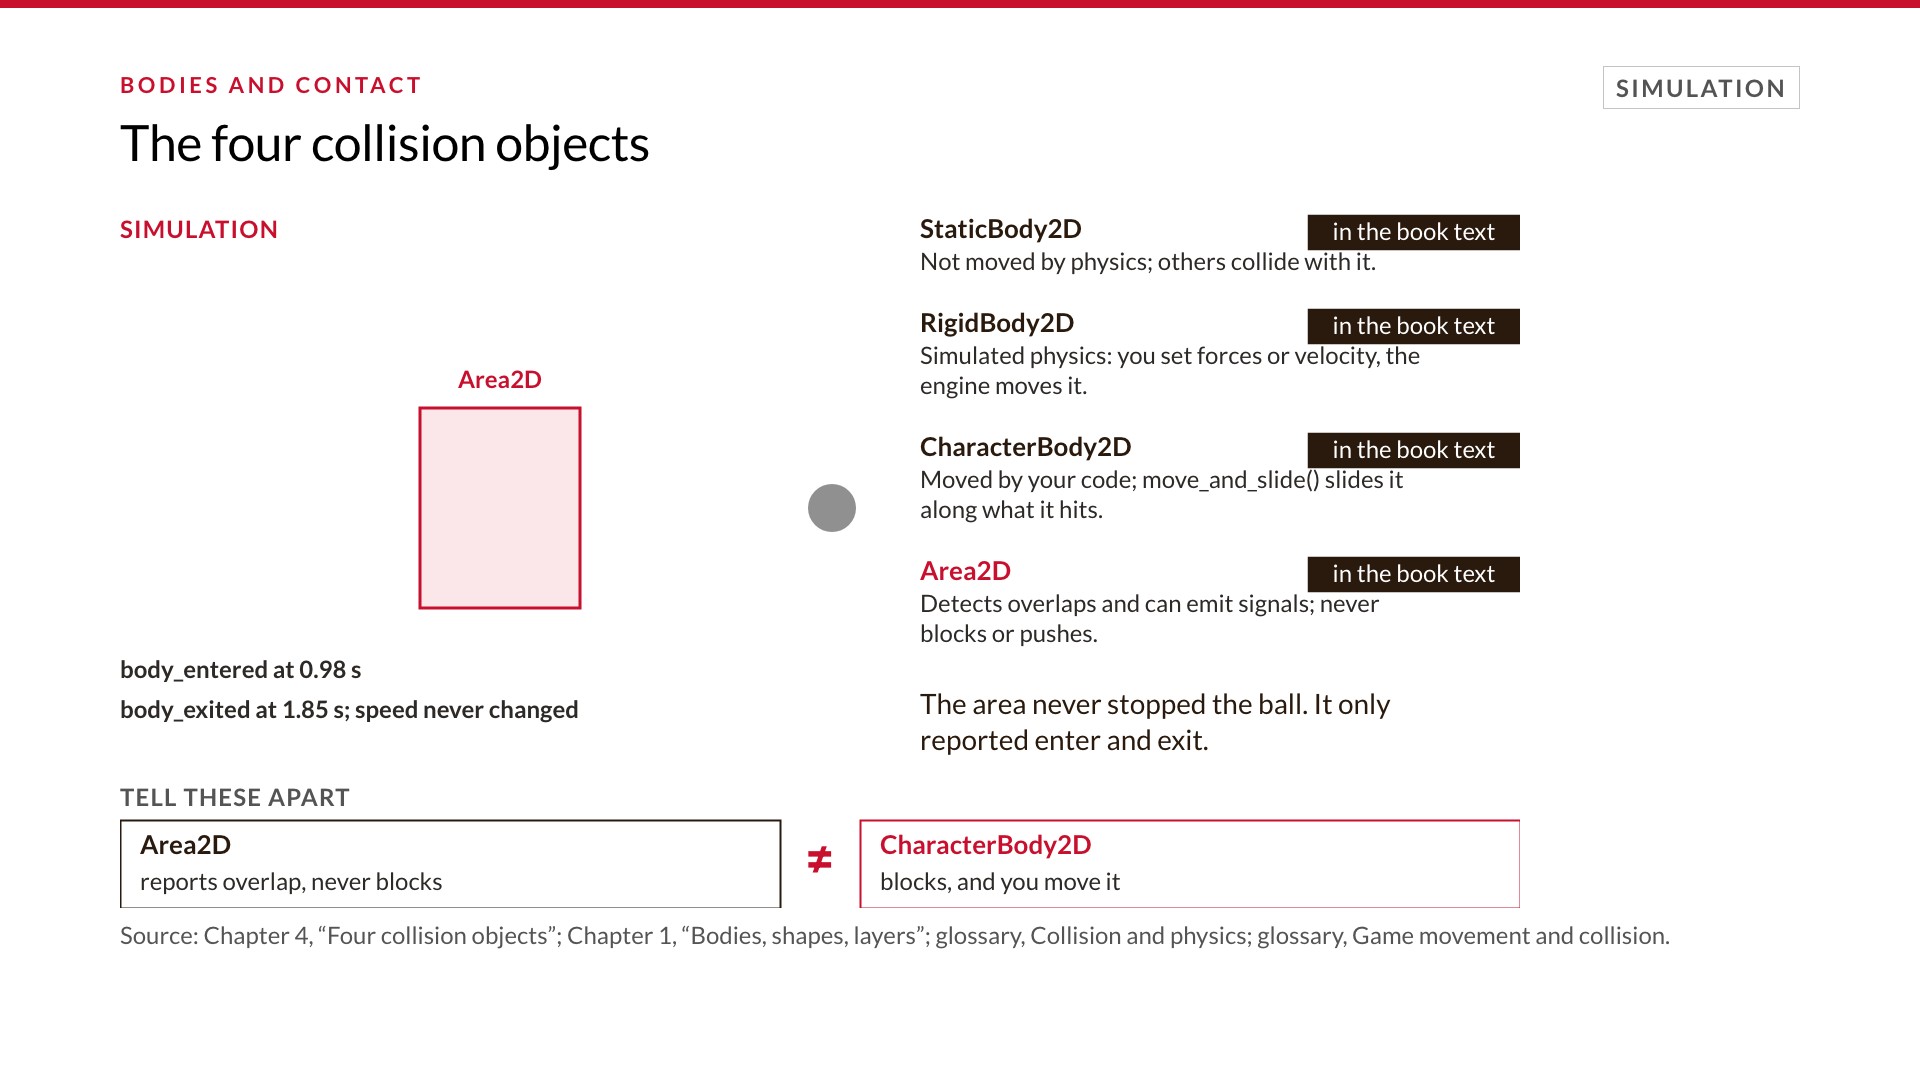 BODIES AND CONTACT
SIMULATION
The four collision objects
SIMULATION
Area2D
body_entered at 0.98 s
body_exited at 1.85 s; speed never changed
StaticBody2D
in the book text
Not moved by physics; others collide with it.
RigidBody2D
in the book text
Simulated physics: you set forces or velocity, the
engine moves it.
CharacterBody2D
in the book text
Moved by your code; move_and_slide() slides it
along what it hits.
Area2D
in the book text
Detects overlaps and can emit signals; never
blocks or pushes.
The area never stopped the ball. It only
reported enter and exit.
TELL THESE APART
Area2D
reports overlap, never blocks
≠
CharacterBody2D
blocks, and you move it
Source: Chapter 4, “Four collision objects”; Chapter 1, “Bodies, shapes, layers”; glossary, Collision and physics; glossary, Game movement and collision.